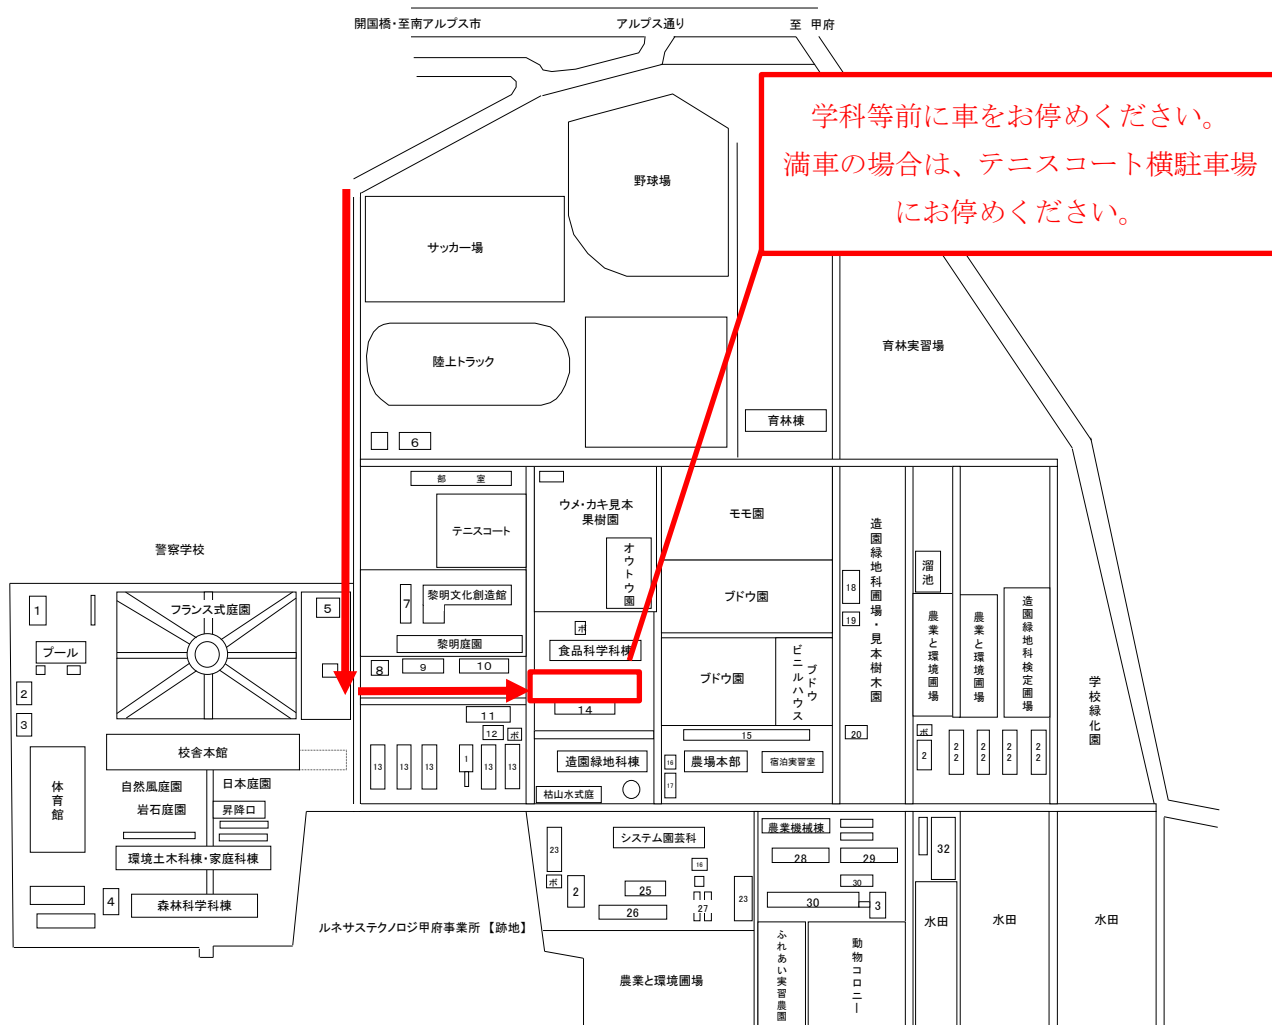 開国橋・至南アルプス市
アルプス通り
至 甲府
学科等前に車をお停めください。
満車の場合は、テニスコート横駐車場
にお停めください。
野球場
サッカー場
陸上トラック
育林実習場
育林棟
6
部 室
テニスコート
ウメ・カキ見本
果樹園
オウトウ園
モモ園
ブドウ園
造園緑地科圃場・見本樹木園
18
19
20
溜池
農業と環境圃場
農業と環境圃場
造園緑地科検定圃場
学校緑化園
警察学校
1
フランス式庭園
5
プール
2
3
7
黎明文化創造館
黎明庭園
8
9
10
ポ
食品科学科棟
ブドウ園
ブドウ
ビニルハウス
11
12
ポ
14
15
13
13
13
1
13
13
造園緑地科棟
枯山水式庭
16
17
農場本部
宿泊実習室
ポ
2
22
22
22
22
校舎本館
体育館
自然風庭園
日本庭園
岩石庭園
昇降口
環境土木科棟・家庭科棟
4
森林科学科棟
ルネサステクノロジ甲府事業所 【跡地】
システム園芸科
23
ポ
2
16
25
26
27
23
農業機械棟
28
29
30
30
3
32
農業と環境圃場
ふれあい実習農園
動物コロニー
水田
水田
水田